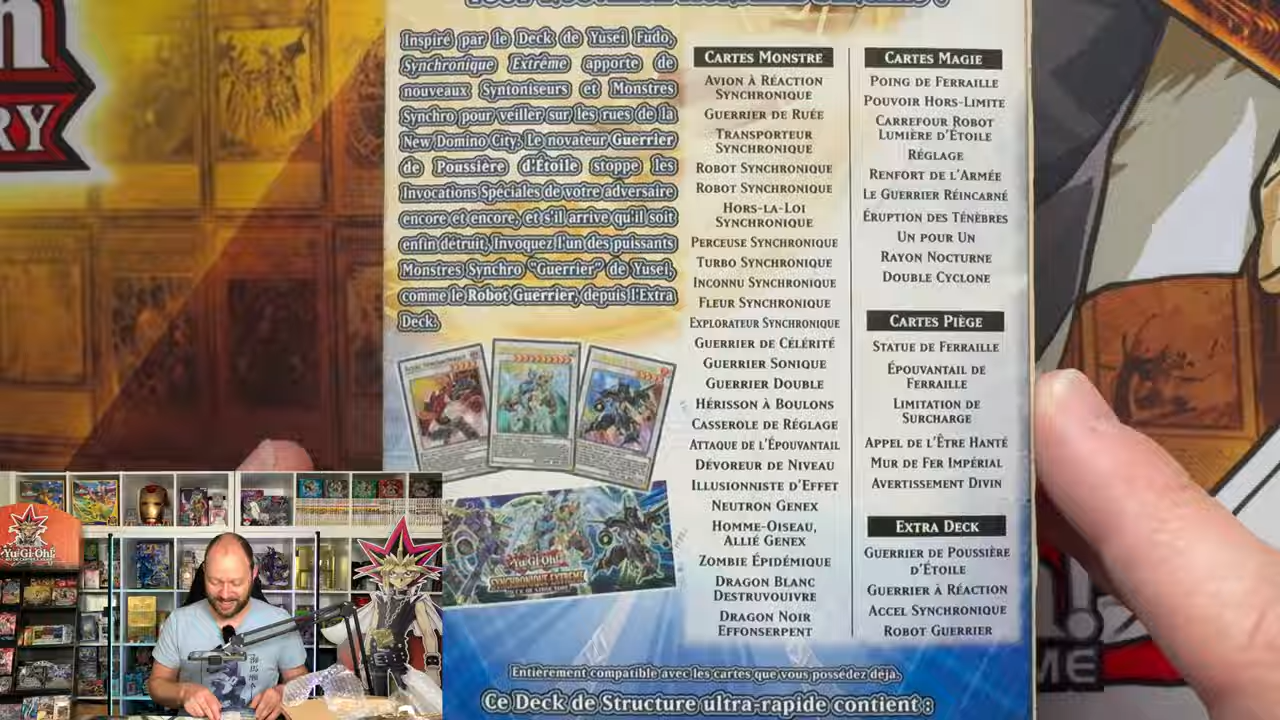 Inspiré par le Deck de Yusei Fudo,
Synchronique Extrême apporte de
nouveaux Syntoniseurs et Monstres
Synchro pour veiller sur les rues de la
New Domino City. Le novateur Guerrier
de Poussière d'Étoile stoppe les
Invocations Spéciales de votre adversaire
encore et encore, et s'il arrive qu'il soit
enfin détruit, Invoquez l'un des puissants
Monstres Synchro "Guerrier" de Yusei,
comme le Robot Guerrier, depuis l'Extra
Deck.
Cartes Monstre
Avion à Réaction
Synchronique
Guerrier de Ruée
Transporteur
Synchronique
Robot Synchronique
Robot Synchronique
Hors-la-Loi
Synchronique
Perceuse Synchronique
Turbo Synchronique
Inconnu Synchronique
Fleur Synchronique
Explorateur Synchronique
Guerrier de Célérité
Guerrier Sonique
Guerrier Double
Hérisson à Boulons
Casserole de Réglage
Attaque de l'Épouvantail
Dévoreur de Niveau
Illusionniste d'Effet
Neutron Genex
Homme-Oiseau,
Allié Genex
Zombie Épidémique
Dragon Blanc
Destruvouivre
Dragon Noir
Effonserpent
Cartes Magie
Poing de Ferraille
Pouvoir Hors-Limite
Carrefour Robot
Lumière d'Étoile
Réglage
Renfort de l'Armée
Le Guerrier Réincarné
Éruption des Ténèbres
Un pour Un
Rayon Nocturne
Double Cyclone
Cartes Piège
Statue de Ferraille
Épouvantail de
Ferraille
Limitation de
Surcharge
Appel de l'Être Hanté
Mur de Fer Impérial
Avertissement Divin
Extra Deck
Guerrier de Poussière
d'Étoile
Guerrier à Réaction
Accel Synchronique
Robot Guerrier
Yu-Gi-Oh!
Synchronique Extrême
Entièrement compatible avec les cartes que vous possédez déjà.
Ce Deck de Structure ultra-rapide contient :
Yu-Gi-Oh!
RY
ME